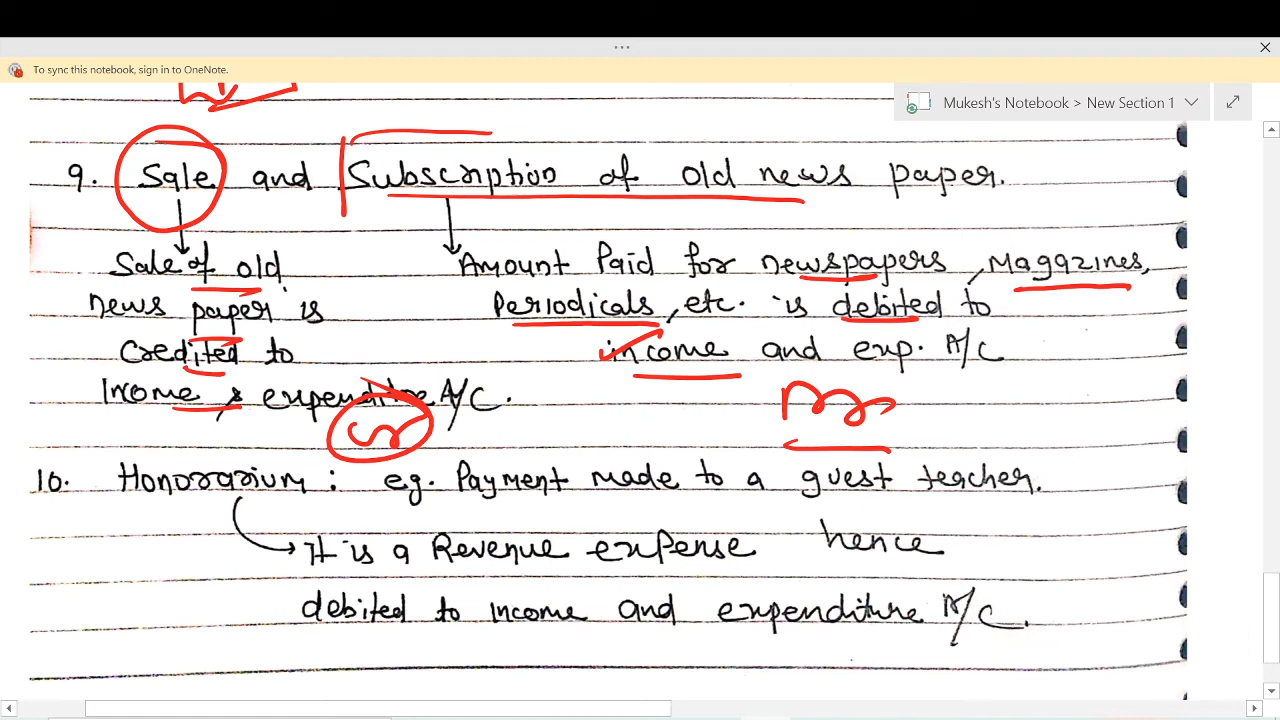 To sync this notebook, sign in to OneNote.
Mukesh's Notebook > New Section 1
9. Sale and Subscription of old news paper.
Sale of old
news paper is
credited to
Income & expenditure A/C.
Amount Paid for newspapers, Magazines,
Periodicals, etc. is debited to
income and exp. A/C
10. Honorarium : e.g. Payment made to a guest teacher.
It is a Revenue expense hence
debited to income and expenditure A/C.